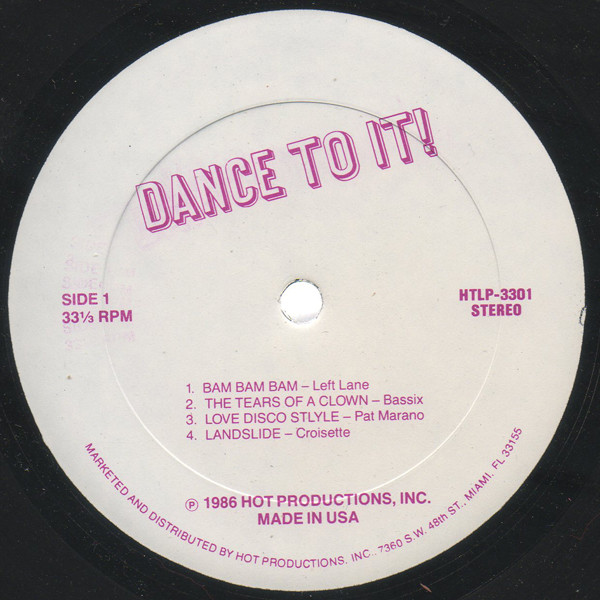 DANCE TO IT!
SIDE 1
33⅓ RPM
HTLP-3301
STEREO
1. BAM BAM BAM – Left Lane
2. THE TEARS OF A CLOWN – Bassix
3. LOVE DISCO STLYLE – Pat Marano
4. LANDSLIDE – Croisette
℗ 1986 HOT PRODUCTIONS, INC.
MADE IN USA
MARKETED AND DISTRIBUTED BY HOT PRODUCTIONS, INC., 7360 S.W. 48th ST., MIAMI, FL 33155